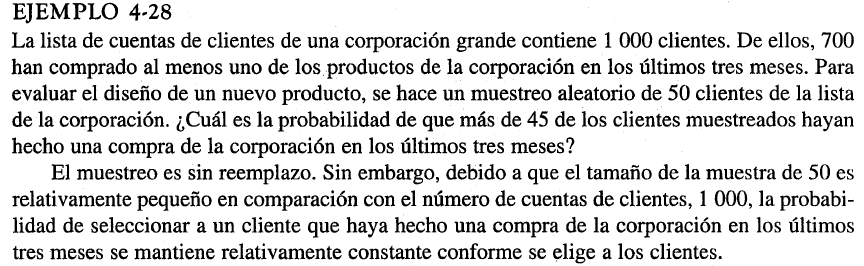 EJEMPLO 4-28
La lista de cuentas de clientes de una corporación grande contiene 1 000 clientes. De ellos, 700
han comprado al menos uno de los productos de la corporación en los últimos tres meses. Para
evaluar el diseño de un nuevo producto, se hace un muestreo aleatorio de 50 clientes de la lista
de la corporación. ¿Cuál es la probabilidad de que más de 45 de los clientes muestreados hayan
hecho una compra de la corporación en los últimos tres meses?
El muestreo es sin reemplazo. Sin embargo, debido a que el tamaño de la muestra de 50 es
relativamente pequeño en comparación con el número de cuentas de clientes, 1 000, la probabi-
lidad de seleccionar a un cliente que haya hecho una compra de la corporación en los últimos
tres meses se mantiene relativamente constante conforme se elige a los clientes.